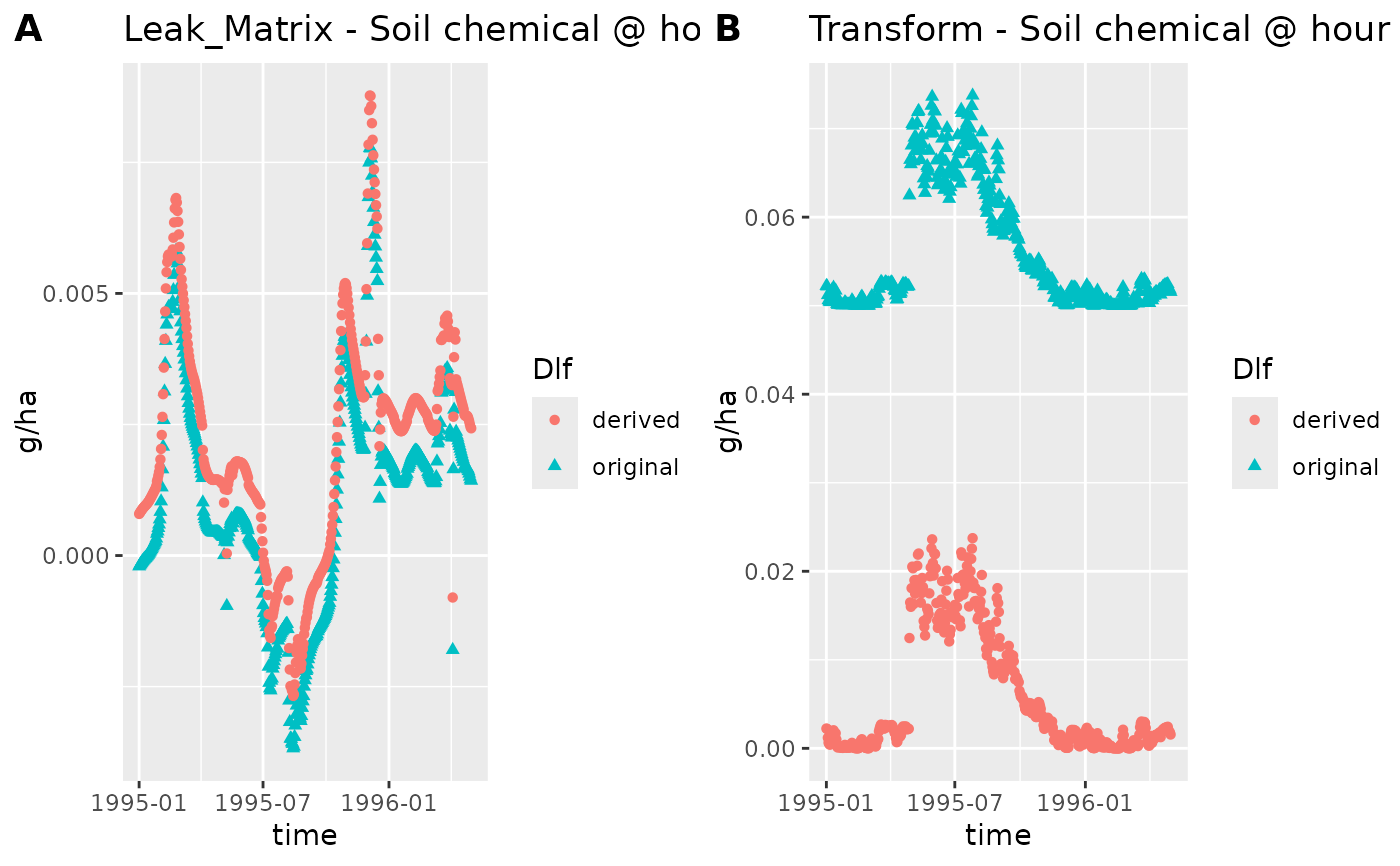 A Leak_Matrix - Soil chemical @ ho
g/ha
0.005
0.000
1995-01 1995-07 1996-01
time
Dlf
derived
original
B Transform - Soil chemical @ hour
g/ha
0.06
0.04
0.02
0.00
1995-01 1995-07 1996-01
time
Dlf
derived
original